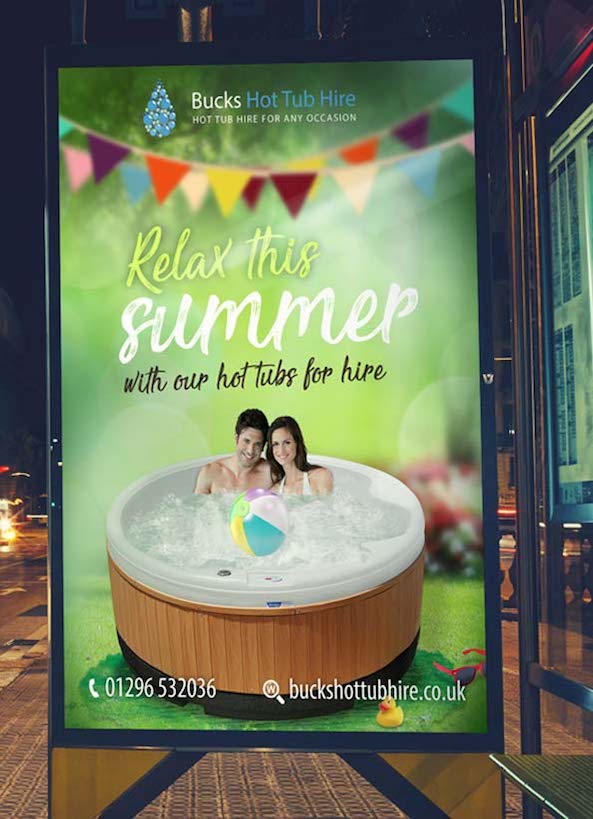 Bucks Hot Tub Hire
HOT TUB HIRE FOR ANY OCCASION
Relax this
summer
with our hot tubs for hire
01296 532036
W buckshottubhire.co.uk